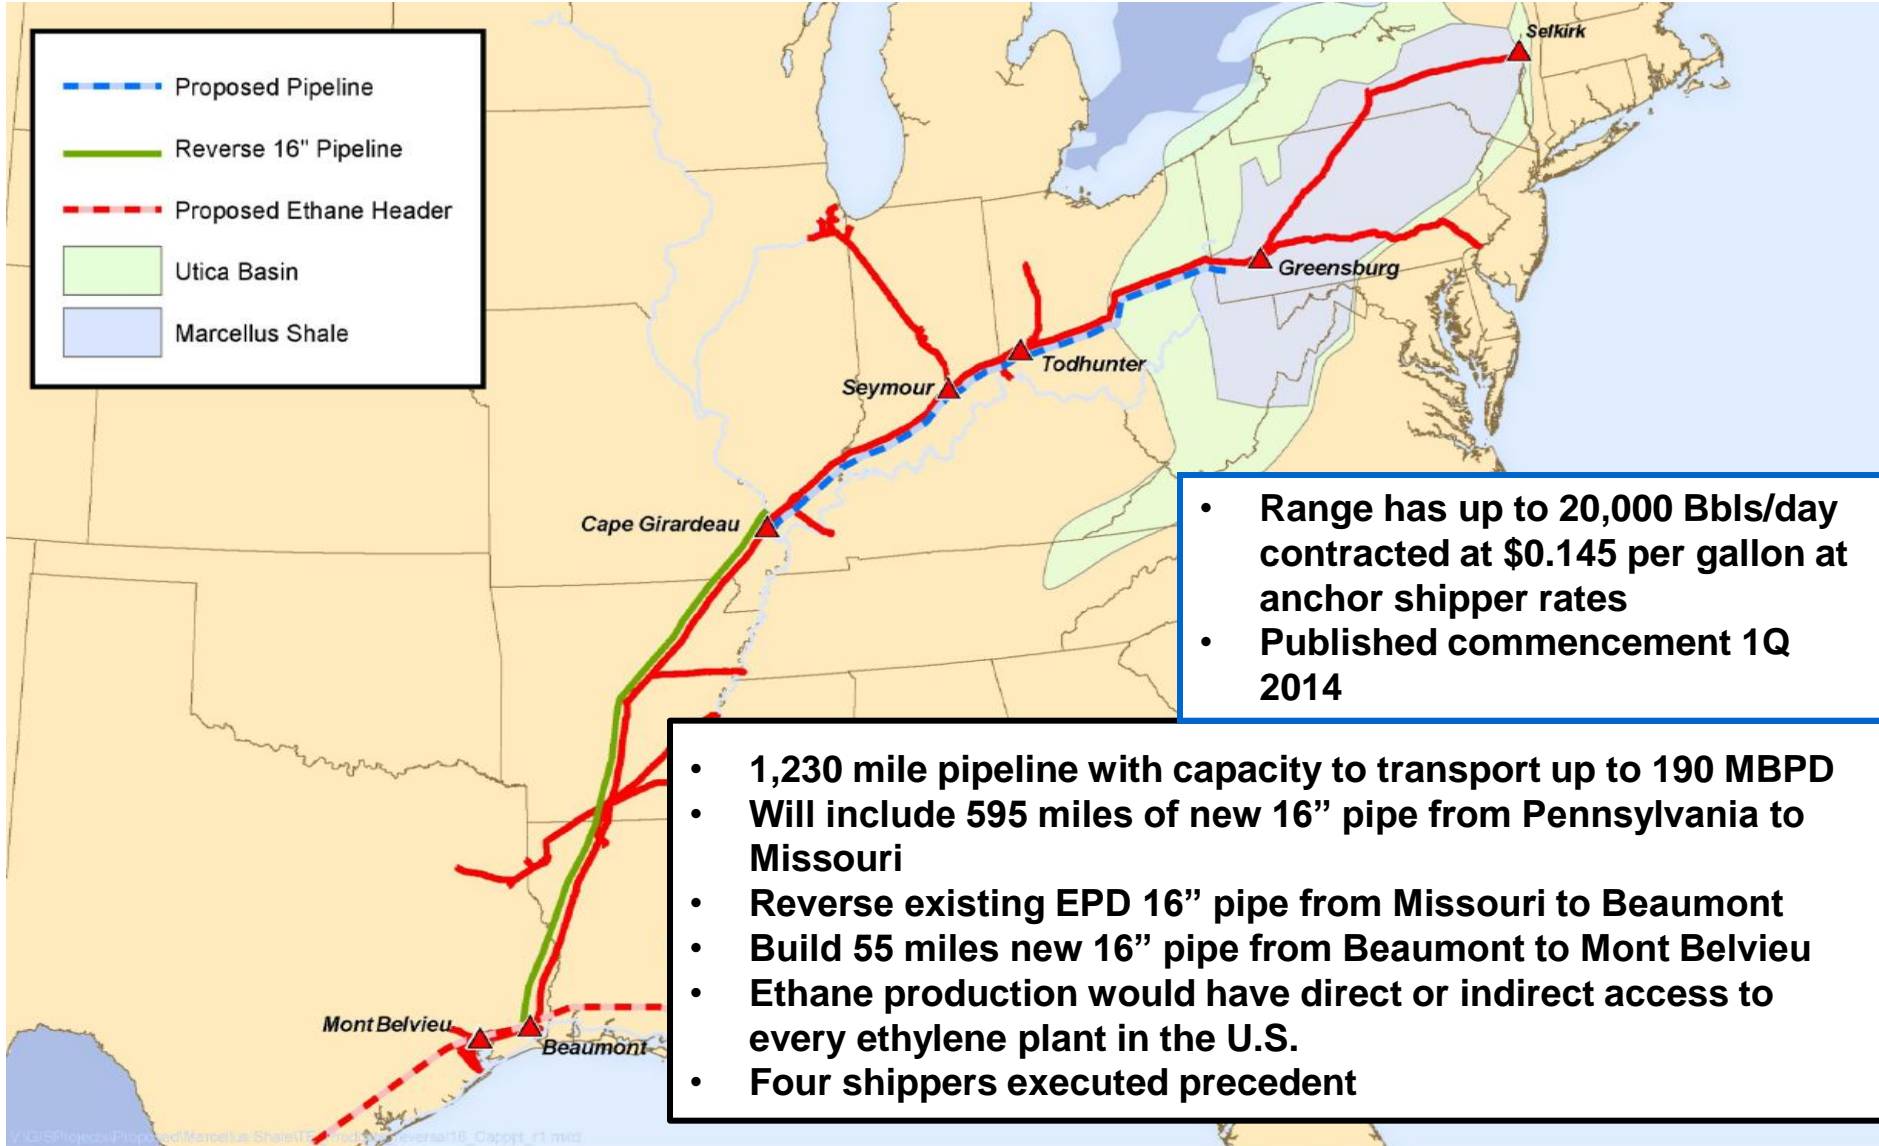 Proposed Pipeline
Reverse 16" Pipeline
Proposed Ethane Header
Utica Basin
Marcellus Shale
Selkirk
Greensburg
Todhunter
Seymour
Cape Girardeau
Mont Belvieu
Beaumont
• Range has up to 20,000 Bbls/day
contracted at $0.145 per gallon at
anchor shipper rates
• Published commencement 1Q
2014
• 1,230 mile pipeline with capacity to transport up to 190 MBPD
• Will include 595 miles of new 16” pipe from Pennsylvania to
Missouri
• Reverse existing EPD 16” pipe from Missouri to Beaumont
• Build 55 miles new 16” pipe from Beaumont to Mont Belvieu
• Ethane production would have direct or indirect access to
every ethylene plant in the U.S.
• Four shippers executed precedent